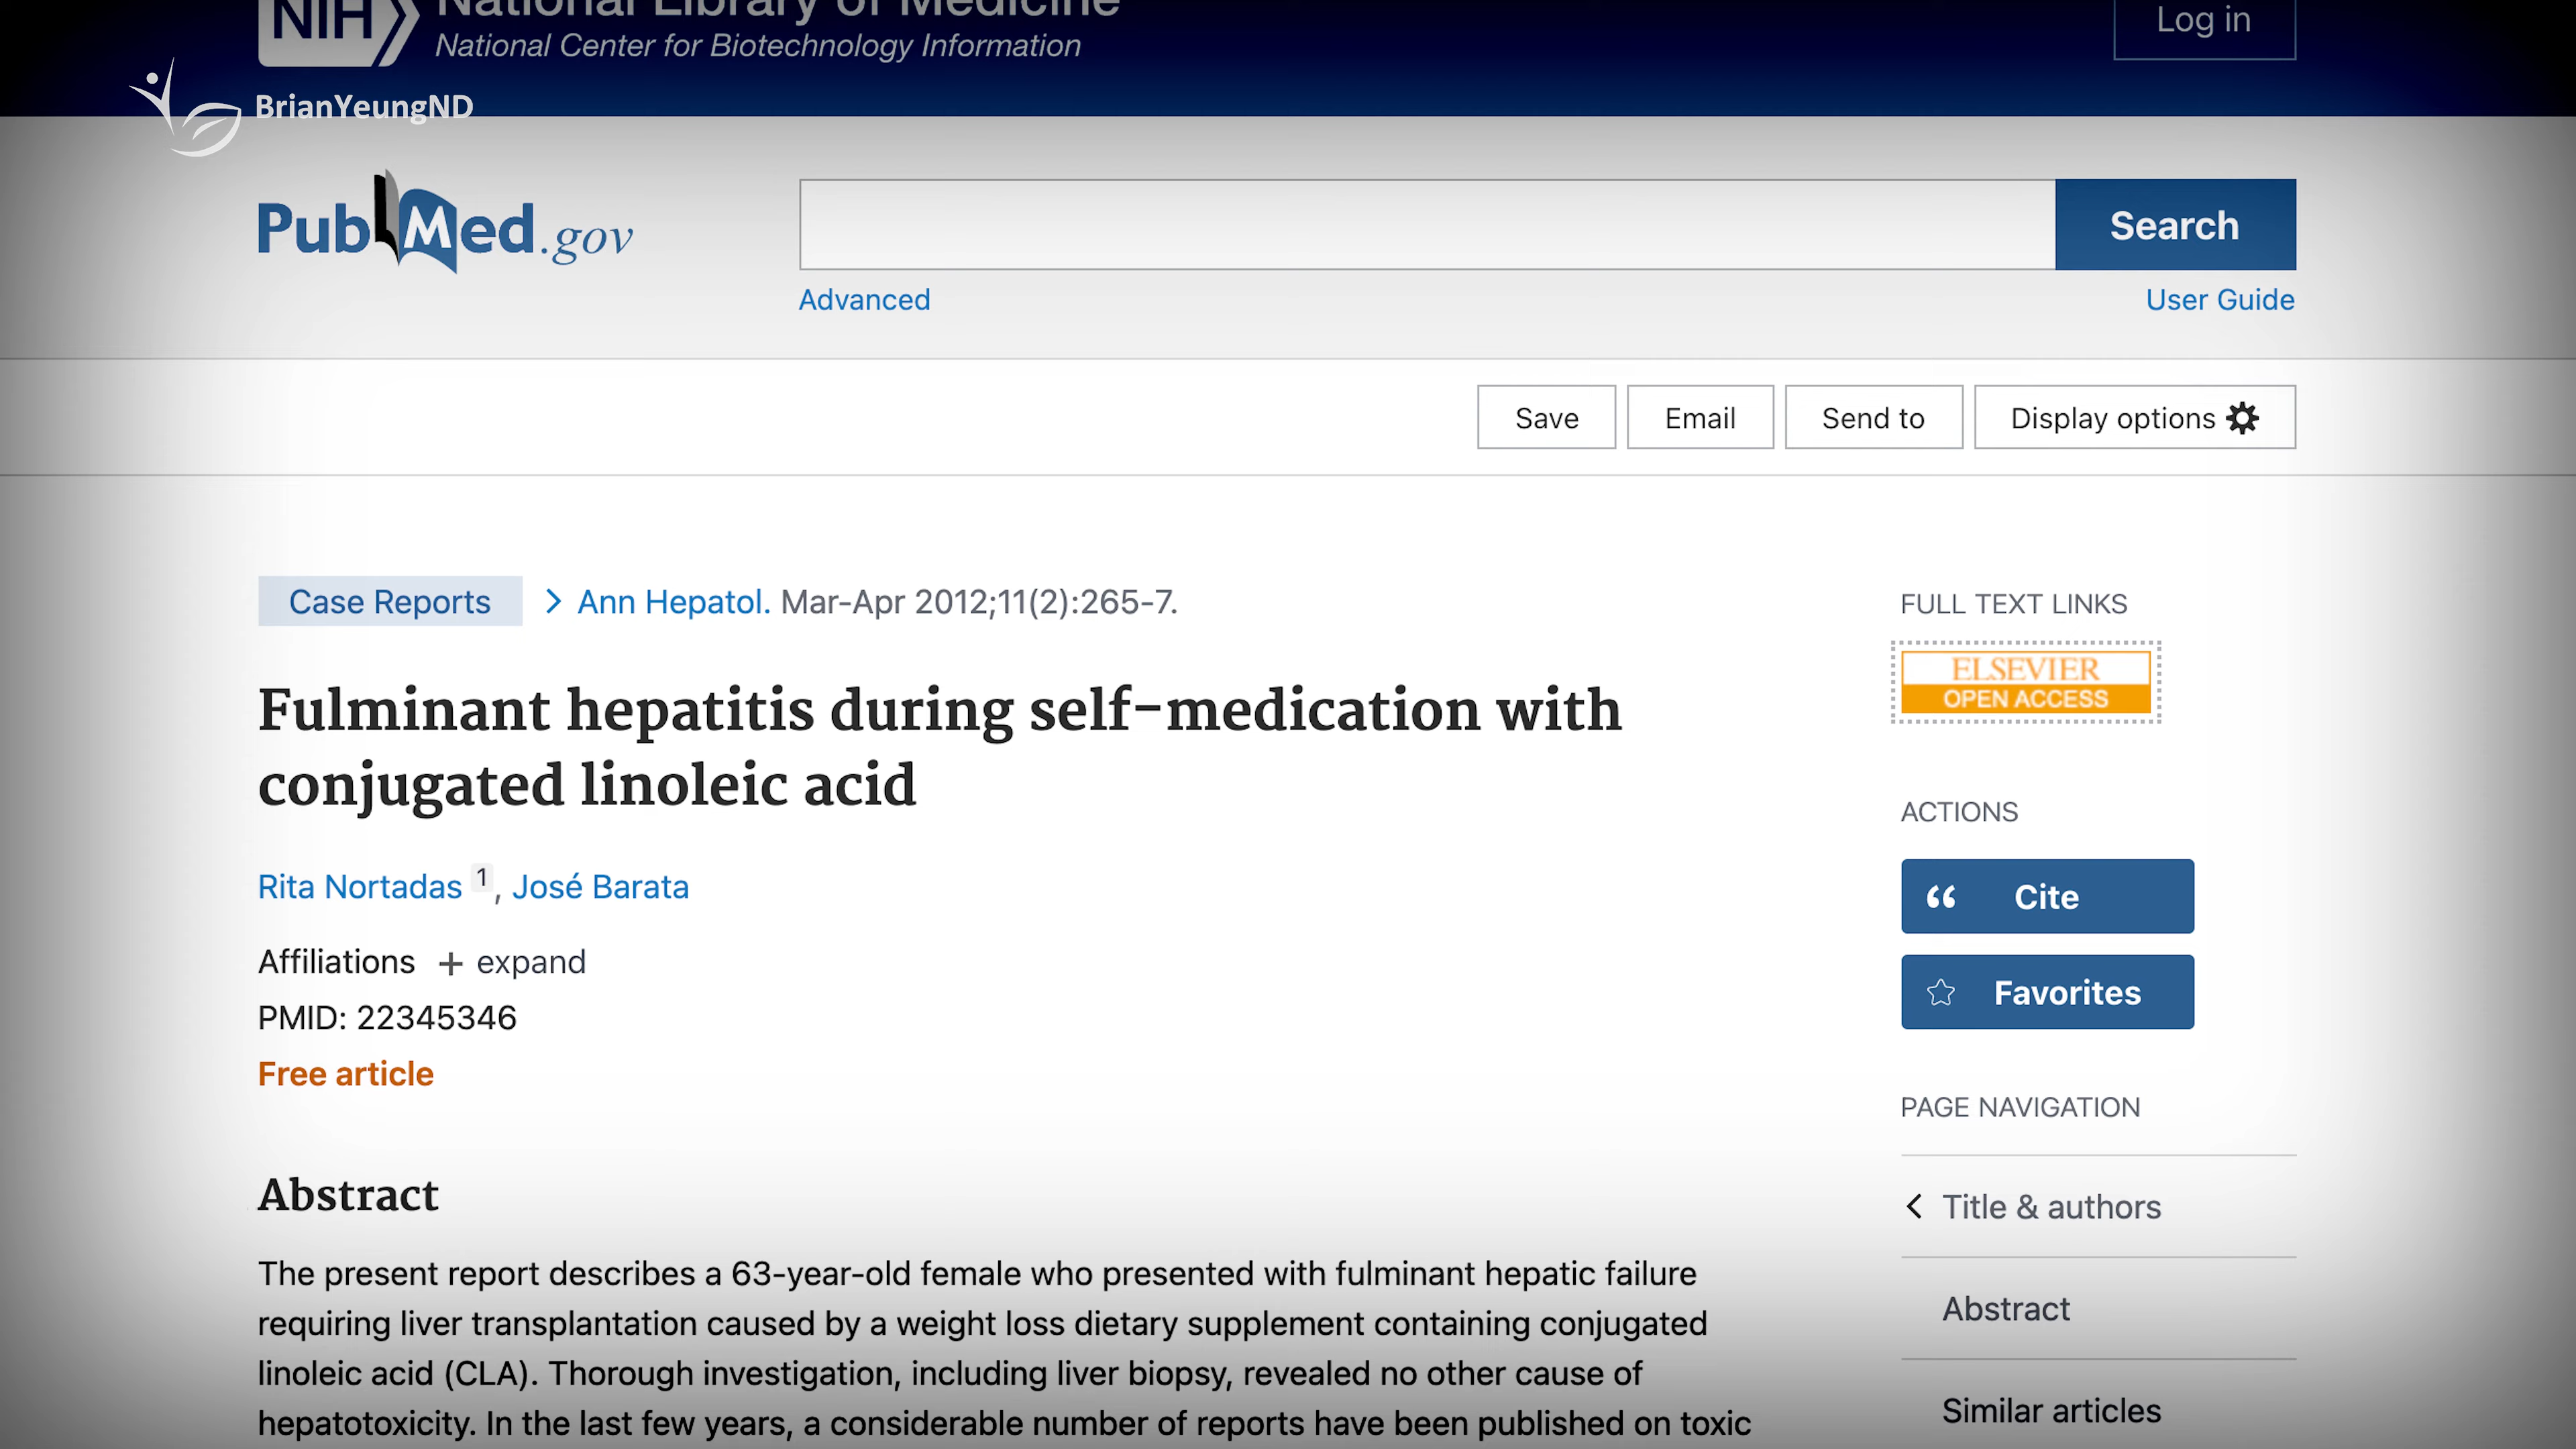 NIH National Library of Medicine
National Center for Biotechnology Information
Log in
BrianYeungND
PubMed.gov
Search
Advanced
User Guide
Save
Email
Send to
Display options
Case Reports > Ann Hepatol. Mar-Apr 2012;11(2):265-7.
Fulminant hepatitis during self-medication with
conjugated linoleic acid
Rita Nortadas 1, José Barata
Affiliations + expand
PMID: 22345346
Free article
Abstract
The present report describes a 63-year-old female who presented with fulminant hepatic failure
requiring liver transplantation caused by a weight loss dietary supplement containing conjugated
linoleic acid (CLA). Thorough investigation, including liver biopsy, revealed no other cause of
hepatotoxicity. In the last few years, a considerable number of reports have been published on toxic
FULL TEXT LINKS
ELSEVIER
OPEN ACCESS
ACTIONS
Cite
Favorites
PAGE NAVIGATION
Title & authors
Abstract
Similar articles